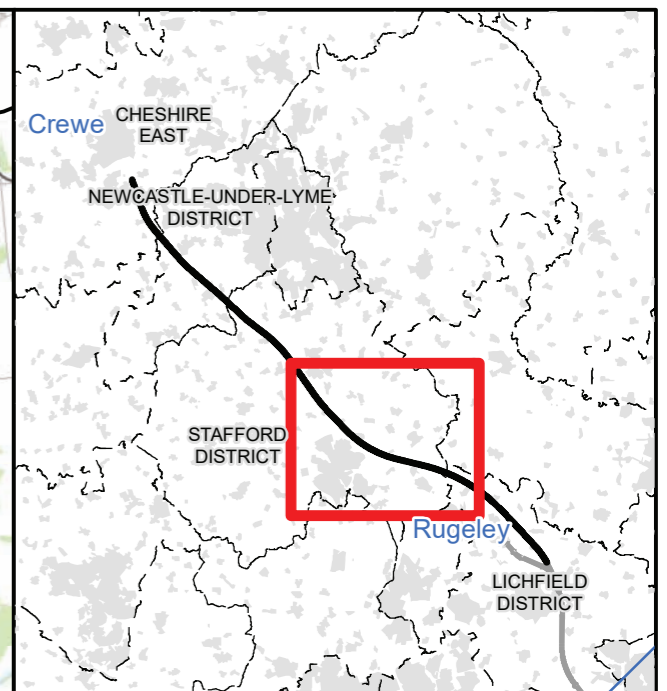 Crewe
CHESHIRE
EAST
NEWCASTLE-UNDER-LYME
DISTRICT
STAFFORD
DISTRICT
Rugeley
LICHFIELD
DISTRICT